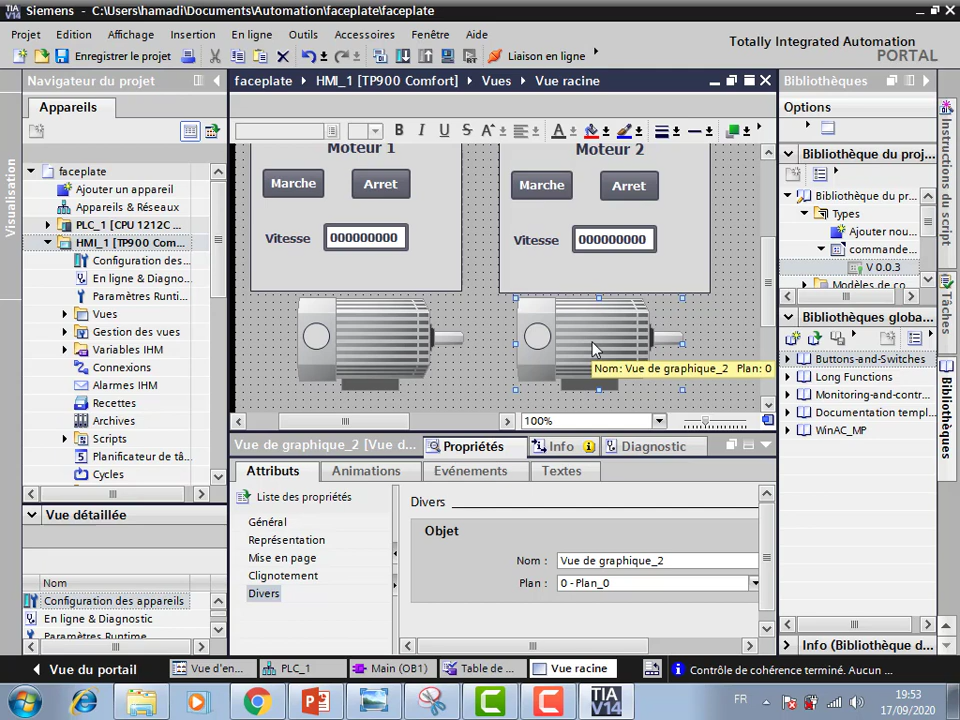 TIA V14
Siemens - C:\Users\hamadi\Documents\Automation\faceplate\faceplate
Projet Edition Affichage Insertion En ligne Outils Accessoires Fenêtre Aide
Totally Integrated Automation
PORTAL
Enregistrer le projet
Liaison en ligne
Navigateur du projet
faceplate HMI_1 [TP900 Comfort] Vues Vue racine
Bibliothèques
Appareils
Options
B I U S A A
Bibliothèque du proj...
Bibliothèque du pr...
Types
Ajouter nou...
commande...
V 0.0.3
Modèles de co...
Bibliothèques globa...
Buttons-and-Switches
Long Functions
Monitoring-and-contr...
Documentation templ...
WinAC_MP
Info (Bibliothèque d...
Instructions du script
Tâches
Bibliothèques
Visualisation
faceplate
Ajouter un appareil
Appareils & Réseaux
PLC_1 [CPU 1212C ...
HMI_1 [TP900 Com...
Configuration des...
En ligne & Diagno...
Paramètres Runti...
Vues
Gestion des vues
Variables IHM
Connexions
Alarmes IHM
Recettes
Archives
Scripts
Planificateur de tâ...
Cycles
Vue détaillée
Nom
Configuration des appareils
En ligne & Diagnostic
Paramètres Runtime
Moteur 1
Marche Arret
Vitesse 000000000
Moteur 2
Marche Arret
Vitesse 000000000
Nom: Vue de graphique_2 Plan: 0
100%
Vue de graphique_2 [Vue d...
Propriétés Info Diagnostic
Attributs Animations Evénements Textes
Liste des propriétés
Général
Représentation
Mise en page
Clignotement
Divers
Divers
Objet
Nom : Vue de graphique_2
Plan : 0 - Plan_0
Vue du portail
Vue d'en...
PLC_1
Main (OB1)
Table de ...
Vue racine
Contrôle de cohérence terminé. Aucun ...
TIA V14
FR
19:53
17/09/2020